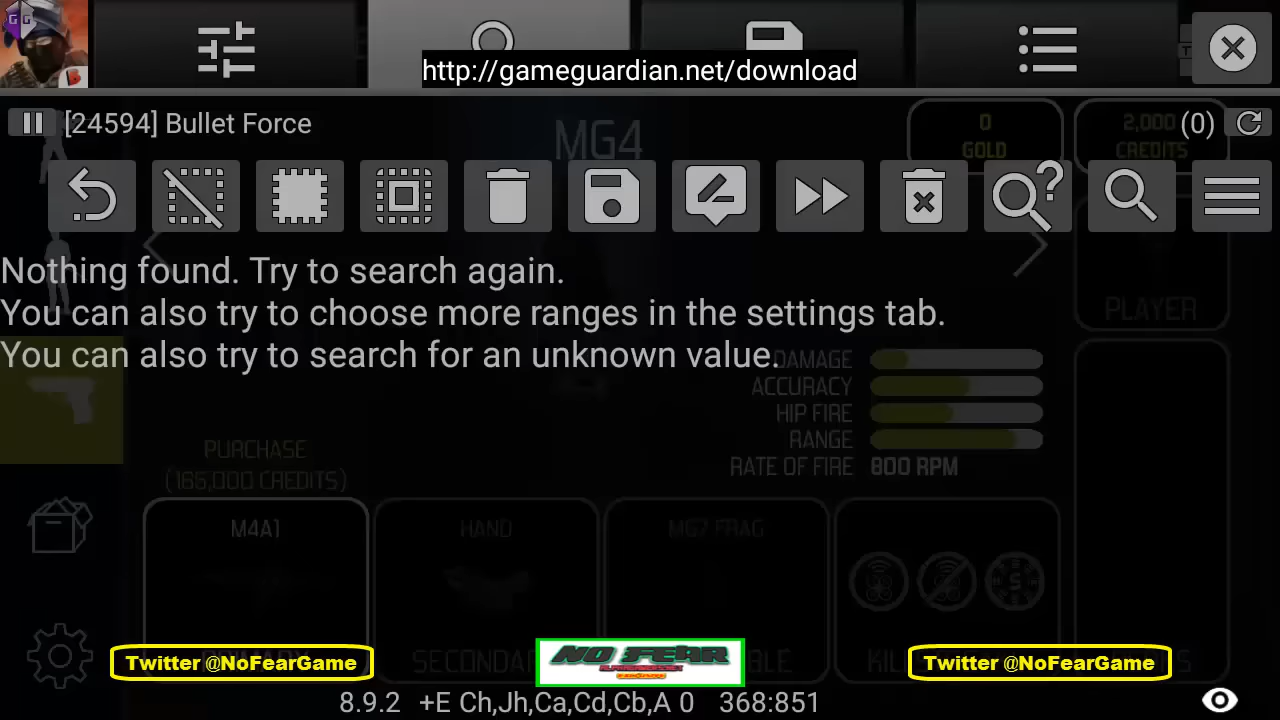 http://gameguardian.net/download
[24594] Bullet Force
MG4
0
GOLD
2,000
CREDITS
(0)
Nothing found. Try to search again.
You can also try to choose more ranges in the settings tab.
You can also try to search for an unknown value.
PLAYER
DAMAGE
ACCURACY
HIP FIRE
RANGE
RATE OF FIRE 800 RPM
PURCHASE
(165,000 CREDITS)
M4A1
HAND
MG7 FRAG
Twitter @NoFearGame
NO FEAR
Twitter @NoFearGame
8.9.2 +E Ch,Jh,Ca,Cd,Cb,A 0 368:851